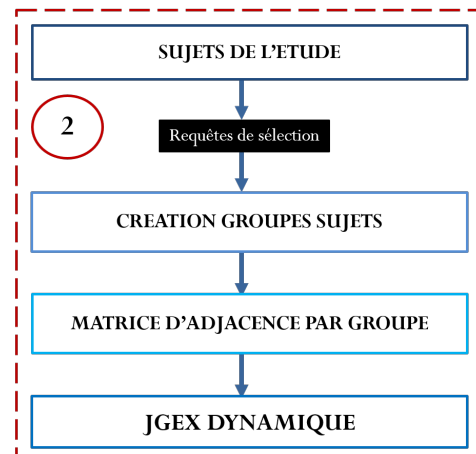 SUJETS DE L'ETUDE
2
Requêtes de sélection
CREATION GROUPES SUJETS
MATRICE D'ADJACENCE PAR GROUPE
JGEX DYNAMIQUE